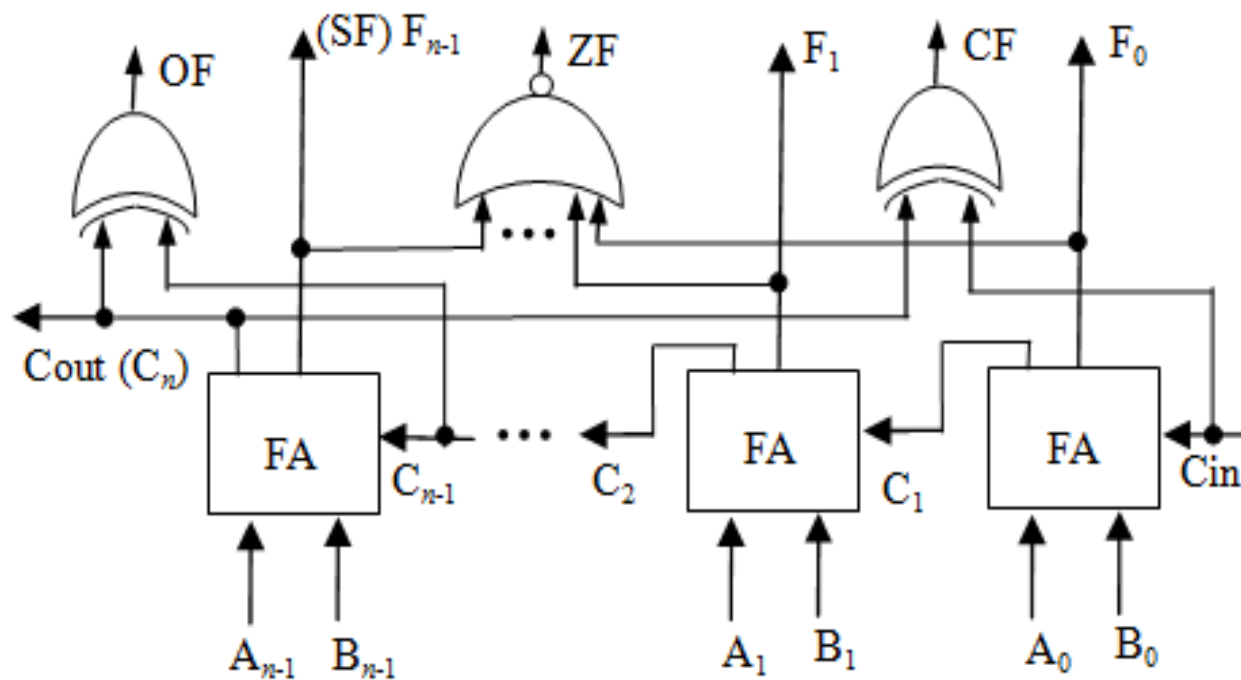 OF
(SF) Fn-1
ZF
F1
CF
F0
Cout (Cn)
FA
Cn-1
C2
FA
C1
FA
Cin
An-1
Bn-1
A1
B1
A0
B0